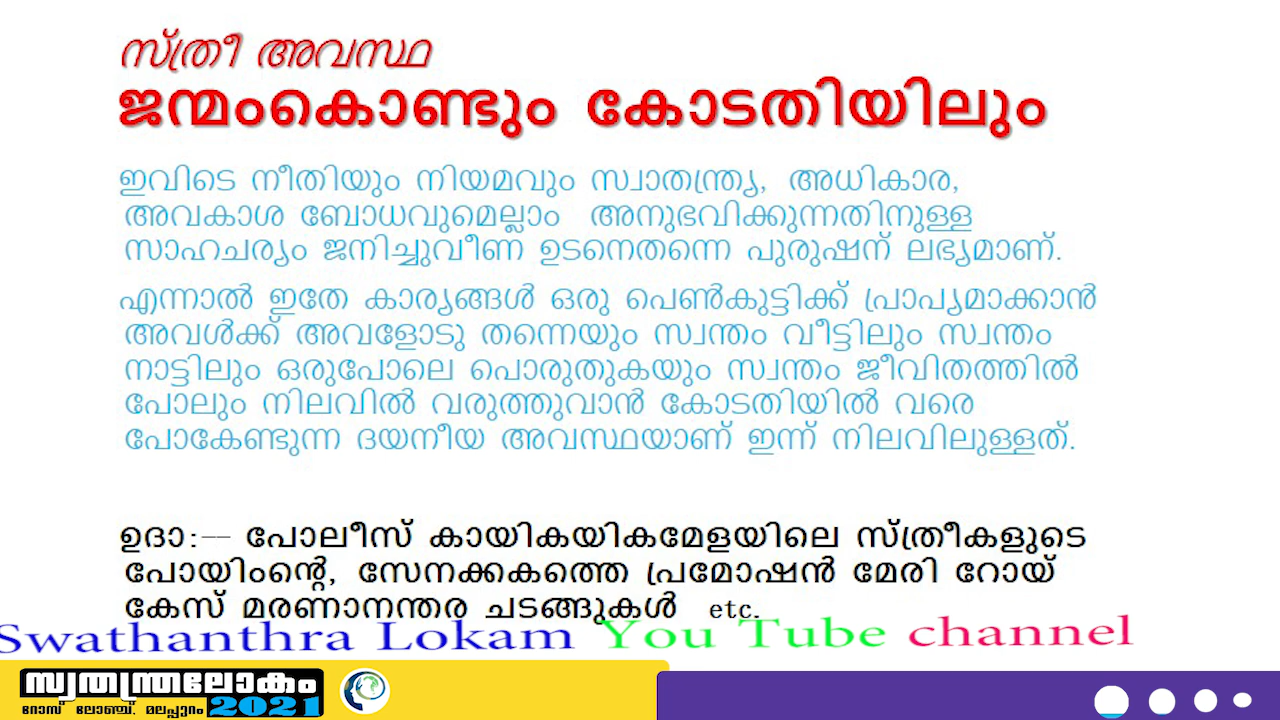 സ്ത്രീ അവസ്ഥ
ജന്മംകൊണ്ടും കോടതിയിലും
ഇവിടെ നീതിയും നിയമവും സ്വാതന്ത്ര്യ, അധികാര,
അവകാശ ബോധവുമെല്ലാം അനുഭവിക്കുന്നതിനുള്ള
സാഹചര്യം ജനിച്ചുവീണ ഉടനെതന്നെ പുരുഷന് ലഭ്യമാണ്.
എന്നാൽ ഇതേ കാര്യങ്ങൾ ഒരു പെൺകുട്ടിക്ക് പ്രാപ്യമാക്കാൻ
അവൾക്ക് അവളോടു തന്നെയും സ്വന്തം വീട്ടിലും സ്വന്തം
നാട്ടിലും ഒരുപോലെ പൊരുതുകയും സ്വന്തം ജീവിതത്തിൽ
പോലും നിലവിൽ വരുത്തുവാൻ കോടതിയിൽ വരെ
പോകേണ്ടുന്ന ദയനീയ അവസ്ഥയാണ് ഇന്ന് നിലവിലുള്ളത്.
ഉദാ:-- പോലീസ് കായികയികമേളയിലെ സ്ത്രീകളുടെ
പോയിംന്റെ, സേനക്കകത്തെ പ്രമോഷൻ മേരി റോയ്
കേസ് മരണാനന്തര ചടങ്ങുകൾ etc.
Swathanthra Lokam You Tube channel
സ്വതന്ത്രലോകം
റോസ് ലോഞ്ച്. മലപ്പുറം 2021